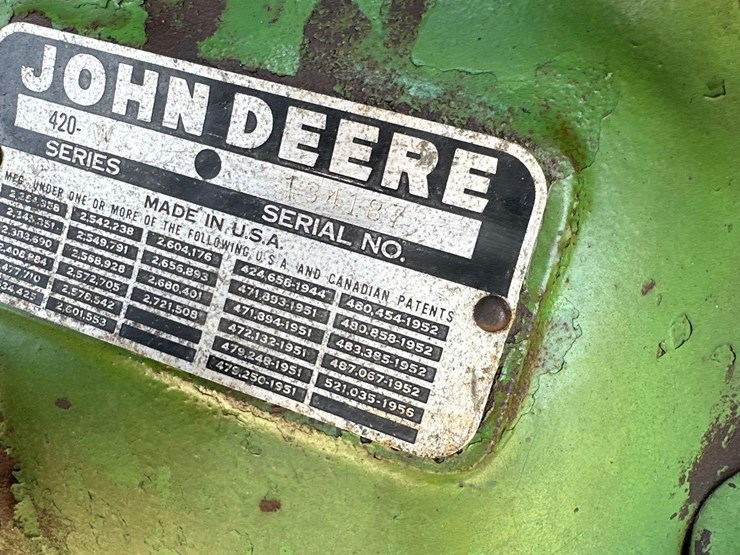 JOHN DEERE
420-W 134187
SERIES SERIAL NO.
MADE IN U.S.A.
MFG. UNDER ONE OR MORE OF THE FOLLOWING U.S.A. AND CANADIAN PATENTS
2,542,238 2,604,176 424,656-1944 480,454-1952
2,549,791 2,656,893 471,893-1951 480,858-1952
2,568,928 2,680,401 471,894-1951 483,385-1952
2,572,705 2,721,508 472,132-1951 487,067-1952
2,576,542 479,248-1951 521,035-1956
2,601,553 479,250-1951